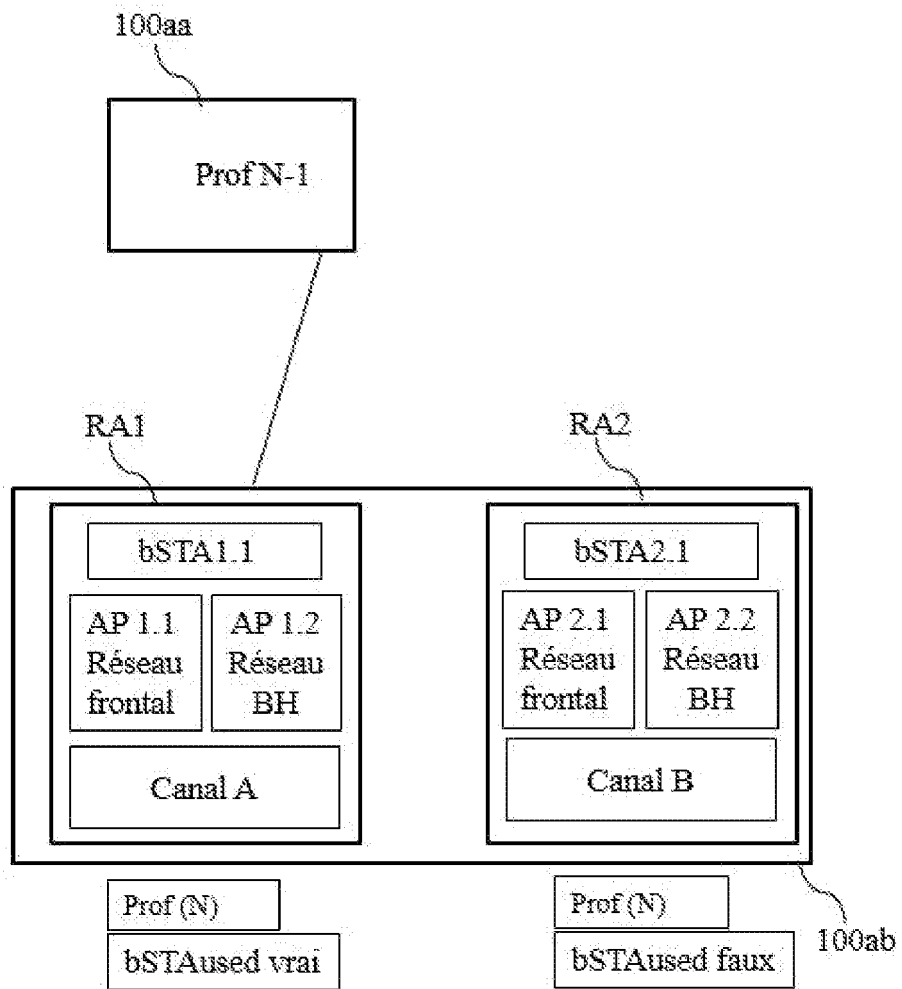 100aa
Prof N-1
RA1
RA2
bSTA1.1
AP 1.1
Réseau
frontal
AP 1.2
Réseau
BH
Canal A
bSTA2.1
AP 2.1
Réseau
frontal
AP 2.2
Réseau
BH
Canal B
Prof (N)
bSTAused vrai
Prof (N)
bSTAused faux
100ab